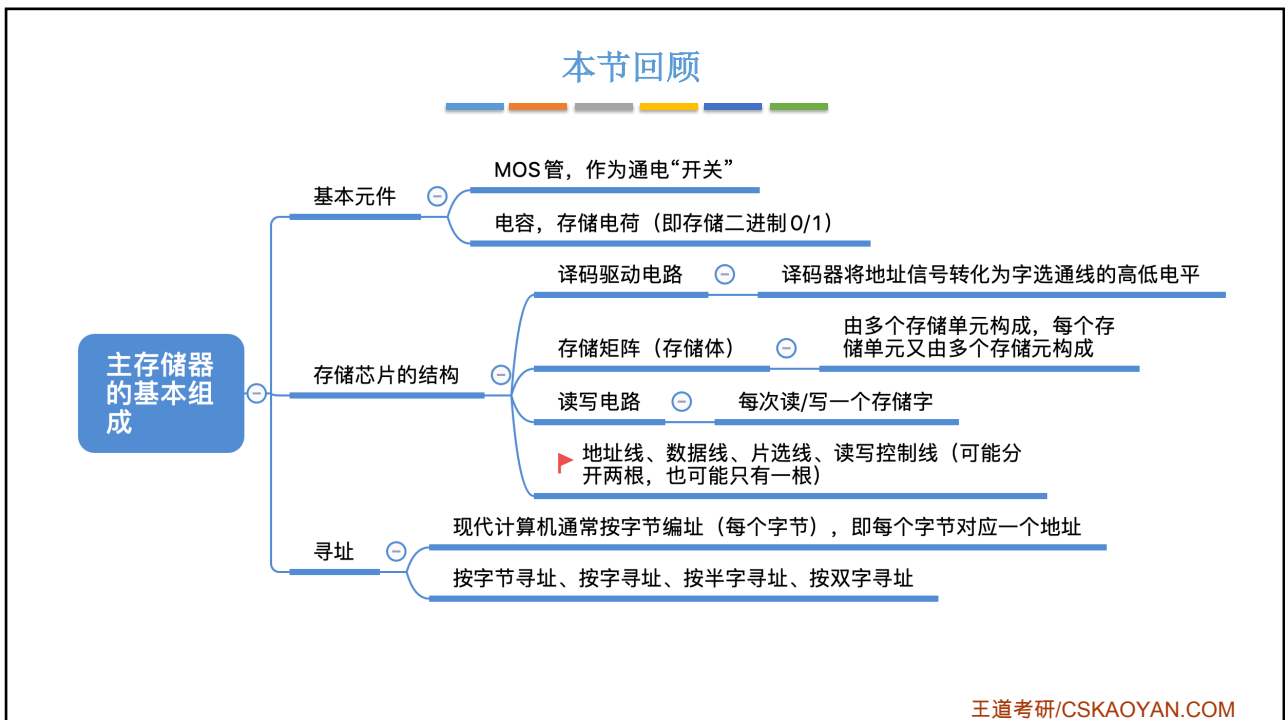 本节回顾
主存储器
的基本组
成
基本元件
MOS管，作为通电“开关”
电容，存储电荷（即存储二进制0/1）
存储芯片的结构
译码驱动电路
译码器将地址信号转化为字选通线的高低电平
存储矩阵（存储体）
由多个存储单元构成，每个存
储单元又由多个存储元构成
读写电路
每次读/写一个存储字
地址线、数据线、片选线、读写控制线（可能分
开两根，也可能只有一根）
寻址
现代计算机通常按字节编址（每个字节），即每个字节对应一个地址
按字节寻址、按字寻址、按半字寻址、按双字寻址
王道考研/CSKAOYAN.COM